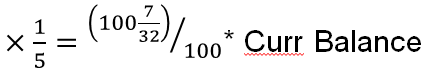 × 1/5 = (100 7/32)/100 * Curr Balance